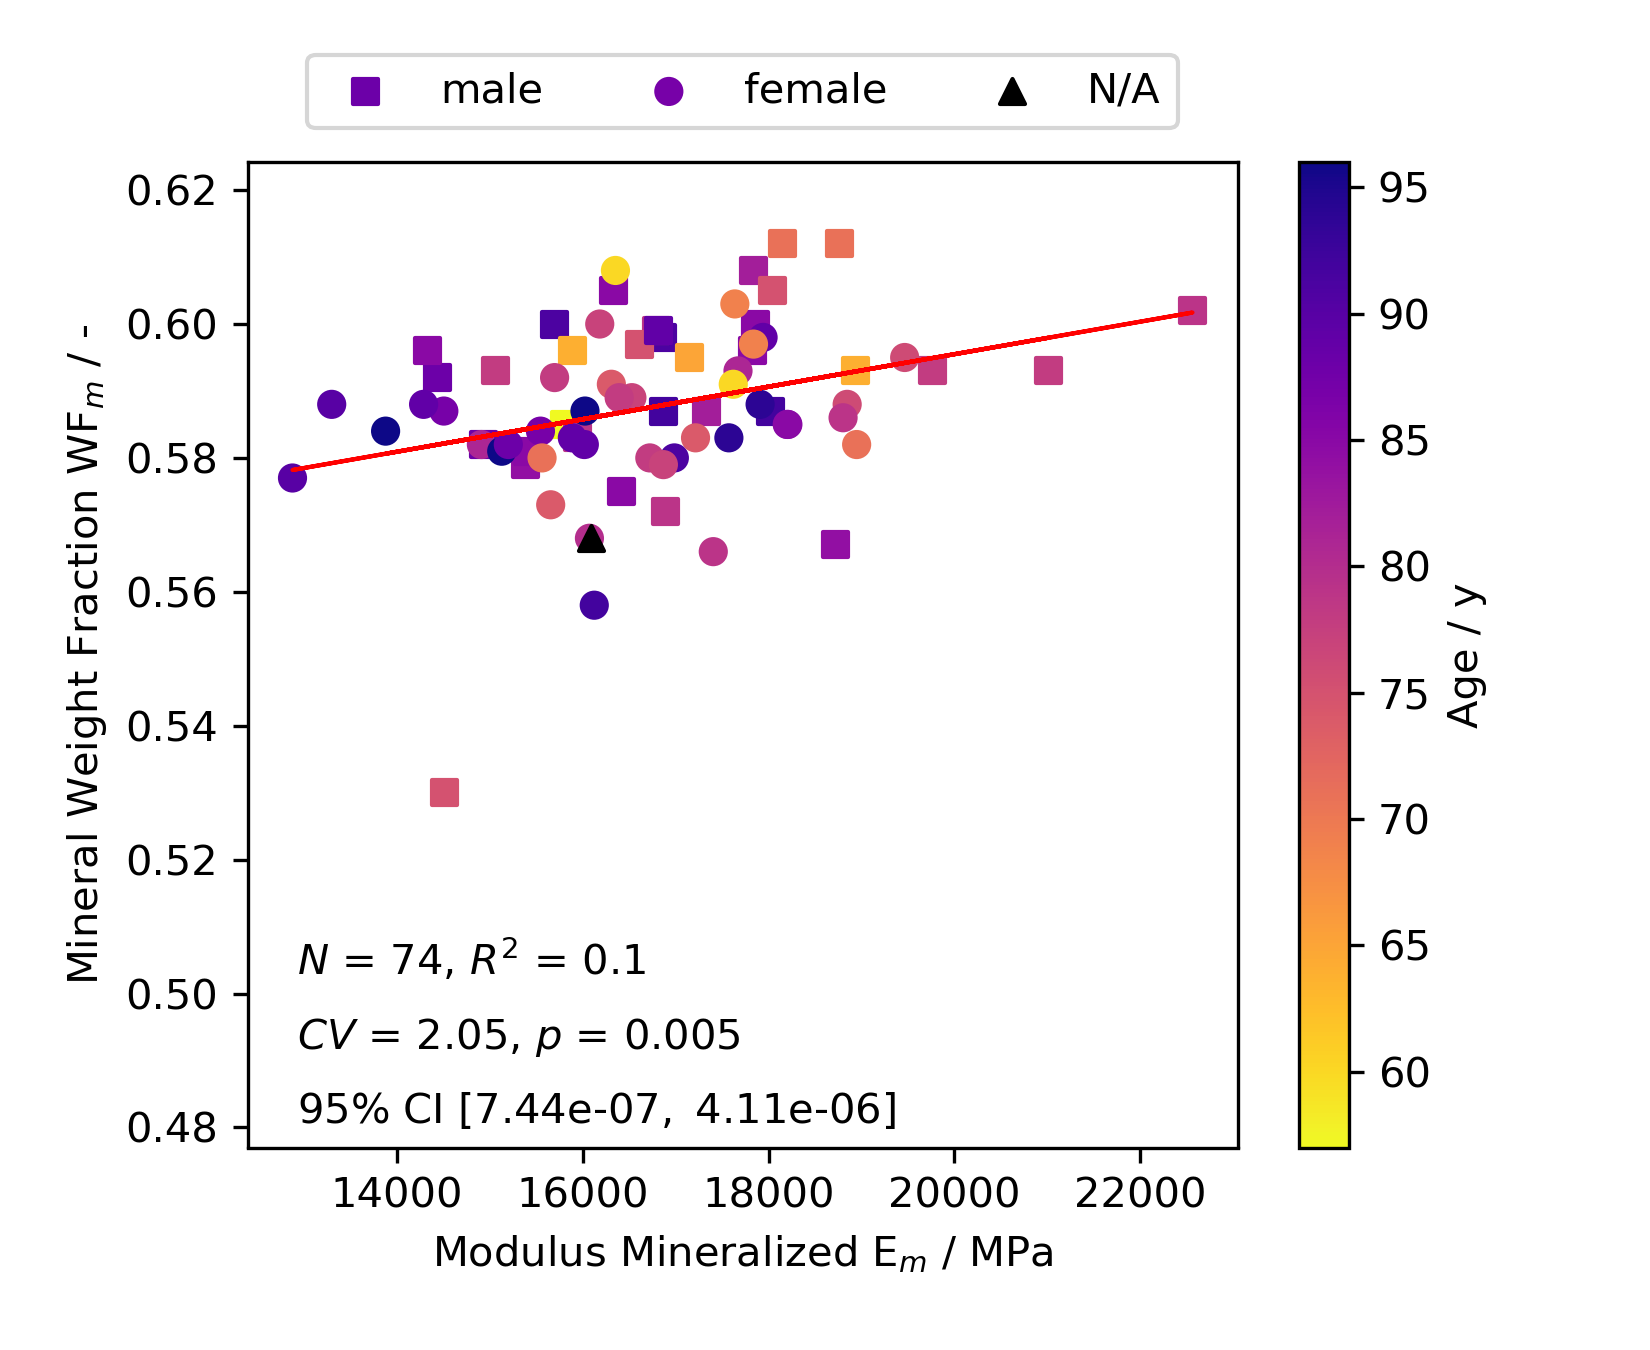 male female N/A
Mineral Weight Fraction WFₘ / -
0.62
0.60
0.58
0.56
0.54
0.52
0.50
0.48
N = 74, R² = 0.1
CV = 2.05, p = 0.005
95% CI [7.44e-07, 4.11e-06]
14000 16000 18000 20000 22000
Modulus Mineralized Eₘ / MPa
95
90
85
80
75
70
65
60
Age / y